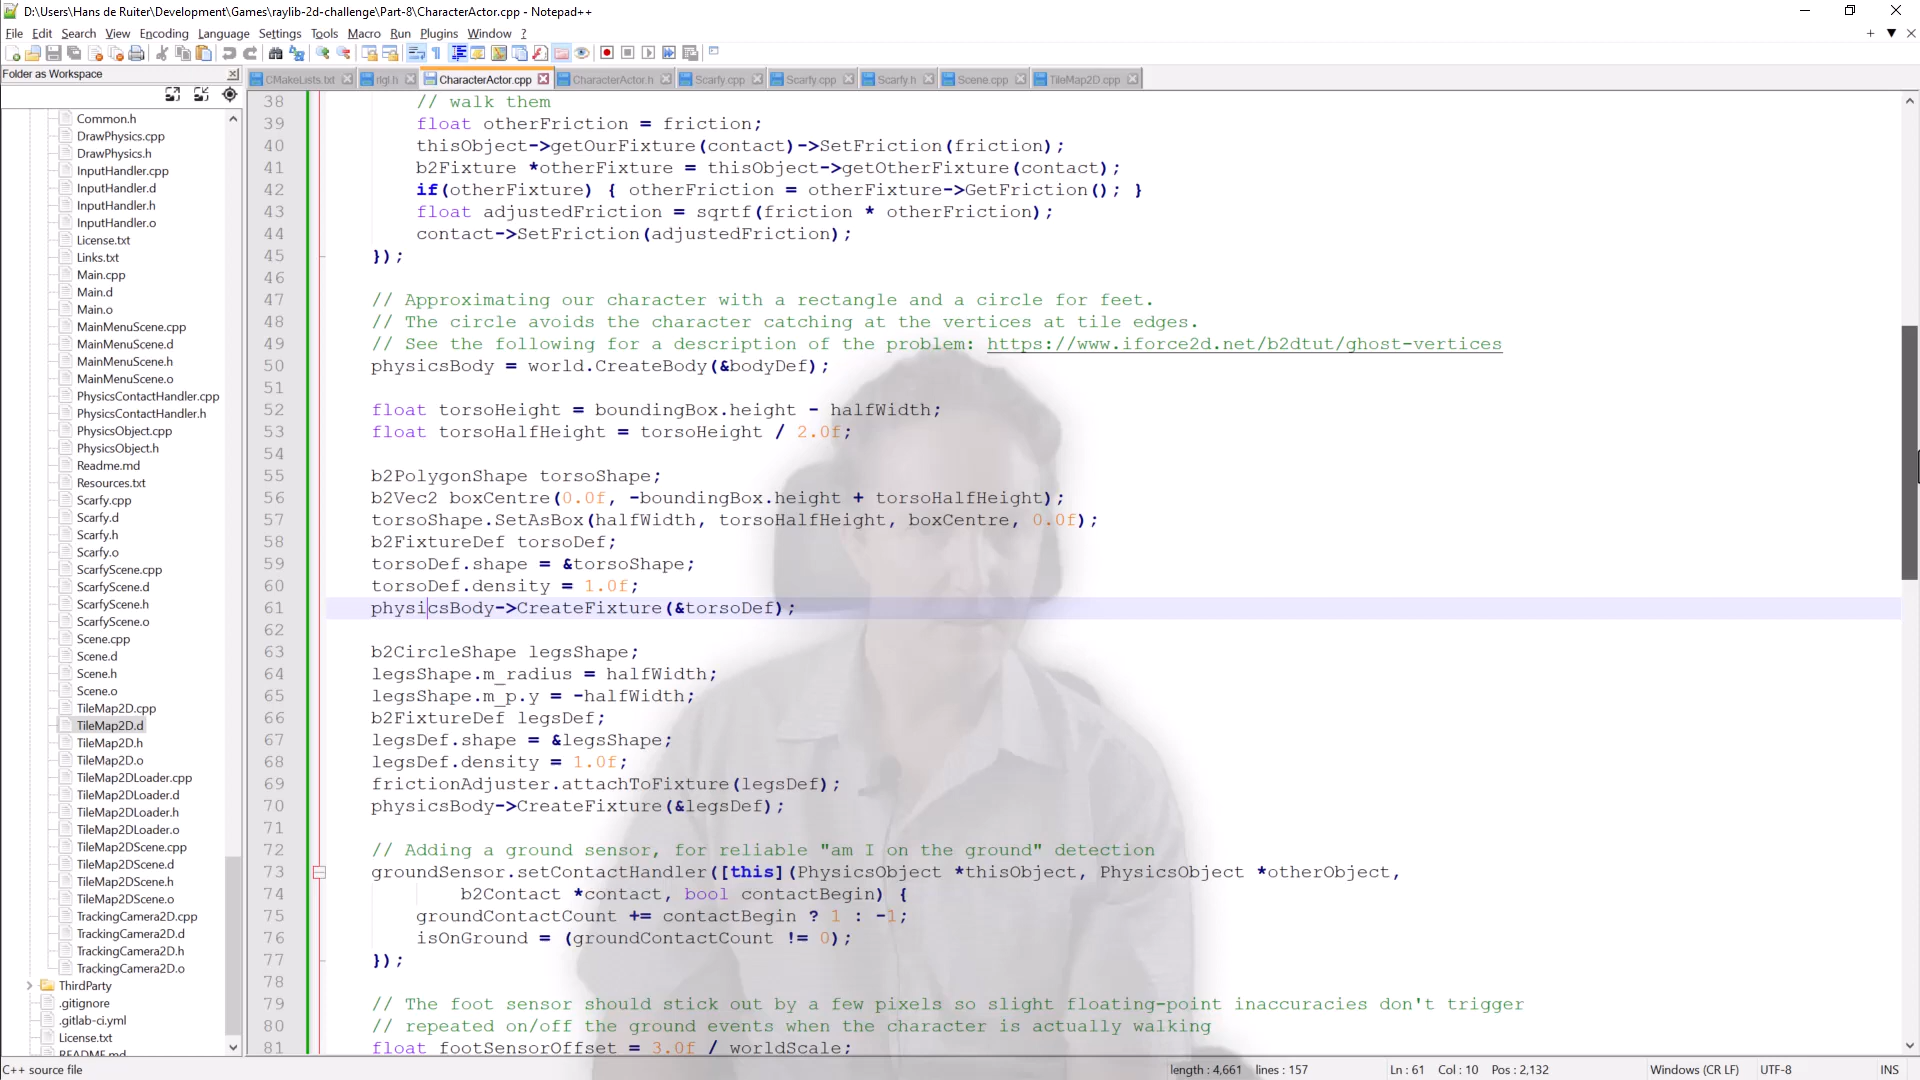 D:\Users\Hans de Ruiter\Development\Games\raylib-2d-challenge\Part-8\CharacterActor.cpp - Notepad++
File Edit Search View Encoding Language Settings Tools Macro Run Plugins Window ?
Folder as Workspace
CMakeLists.txt rlgl.h CharacterActor.cpp CharacterActor.h Scarfy.cpp Scarfy.cpp Scarfy.h Scene.cpp TileMap2D.cpp
Common.h
DrawPhysics.cpp
DrawPhysics.h
InputHandler.cpp
InputHandler.d
InputHandler.h
InputHandler.o
License.txt
Links.txt
Main.cpp
Main.d
Main.o
MainMenuScene.cpp
MainMenuScene.d
MainMenuScene.h
MainMenuScene.o
PhysicsContactHandler.cpp
PhysicsContactHandler.h
PhysicsObject.cpp
PhysicsObject.h
Readme.md
Resources.txt
Scarfy.cpp
Scarfy.d
Scarfy.h
Scarfy.o
ScarfyScene.cpp
ScarfyScene.d
ScarfyScene.h
ScarfyScene.o
Scene.cpp
Scene.d
Scene.h
Scene.o
TileMap2D.cpp
TileMap2D.d
TileMap2D.h
TileMap2D.o
TileMap2DLoader.cpp
TileMap2DLoader.d
TileMap2DLoader.h
TileMap2DLoader.o
TileMap2DScene.cpp
TileMap2DScene.d
TileMap2DScene.h
TileMap2DScene.o
TrackingCamera2D.cpp
TrackingCamera2D.d
TrackingCamera2D.h
TrackingCamera2D.o
ThirdParty
.gitignore
.gitlab-ci.yml
License.txt
README.md
38 // walk them
39 float otherFriction = friction;
40 thisObject->getOurFixture(contact)->SetFriction(friction);
41 b2Fixture *otherFixture = thisObject->getOtherFixture(contact);
42 if(otherFixture) { otherFriction = otherFixture->GetFriction(); }
43 float adjustedFriction = sqrtf(friction * otherFriction);
44 contact->SetFriction(adjustedFriction);
45 });
46
47 // Approximating our character with a rectangle and a circle for feet.
48 // The circle avoids the character catching at the vertices at tile edges.
49 // See the following for a description of the problem: https://www.iforce2d.net/b2dtut/ghost-vertices
50 physicsBody = world.CreateBody(&bodyDef);
51
52 float torsoHeight = boundingBox.height - halfWidth;
53 float torsoHalfHeight = torsoHeight / 2.0f;
54
55 b2PolygonShape torsoShape;
56 b2Vec2 boxCentre(0.0f, -boundingBox.height + torsoHalfHeight);
57 torsoShape.SetAsBox(halfWidth, torsoHalfHeight, boxCentre, 0.0f);
58 b2FixtureDef torsoDef;
59 torsoDef.shape = &torsoShape;
60 torsoDef.density = 1.0f;
61 physicsBody->CreateFixture(&torsoDef);
62
63 b2CircleShape legsShape;
64 legsShape.m_radius = halfWidth;
65 legsShape.m_p.y = -halfWidth;
66 b2FixtureDef legsDef;
67 legsDef.shape = &legsShape;
68 legsDef.density = 1.0f;
69 frictionAdjuster.attachToFixture(legsDef);
70 physicsBody->CreateFixture(&legsDef);
71
72 // Adding a ground sensor, for reliable "am I on the ground" detection
73 groundSensor.setContactHandler([this](PhysicsObject *thisObject, PhysicsObject *otherObject,
74 b2Contact *contact, bool contactBegin) {
75 groundContactCount += contactBegin ? 1 : -1;
76 isOnGround = (groundContactCount != 0);
77 });
78
79 // The foot sensor should stick out by a few pixels so slight floating-point inaccuracies don't trigger
80 // repeated on/off the ground events when the character is actually walking
81 float footSensorOffset = 3.0f / worldScale;
C++ source file length : 4,661 lines : 157 Ln : 61 Col : 10 Pos : 2,132 Windows (CR LF) UTF-8 INS